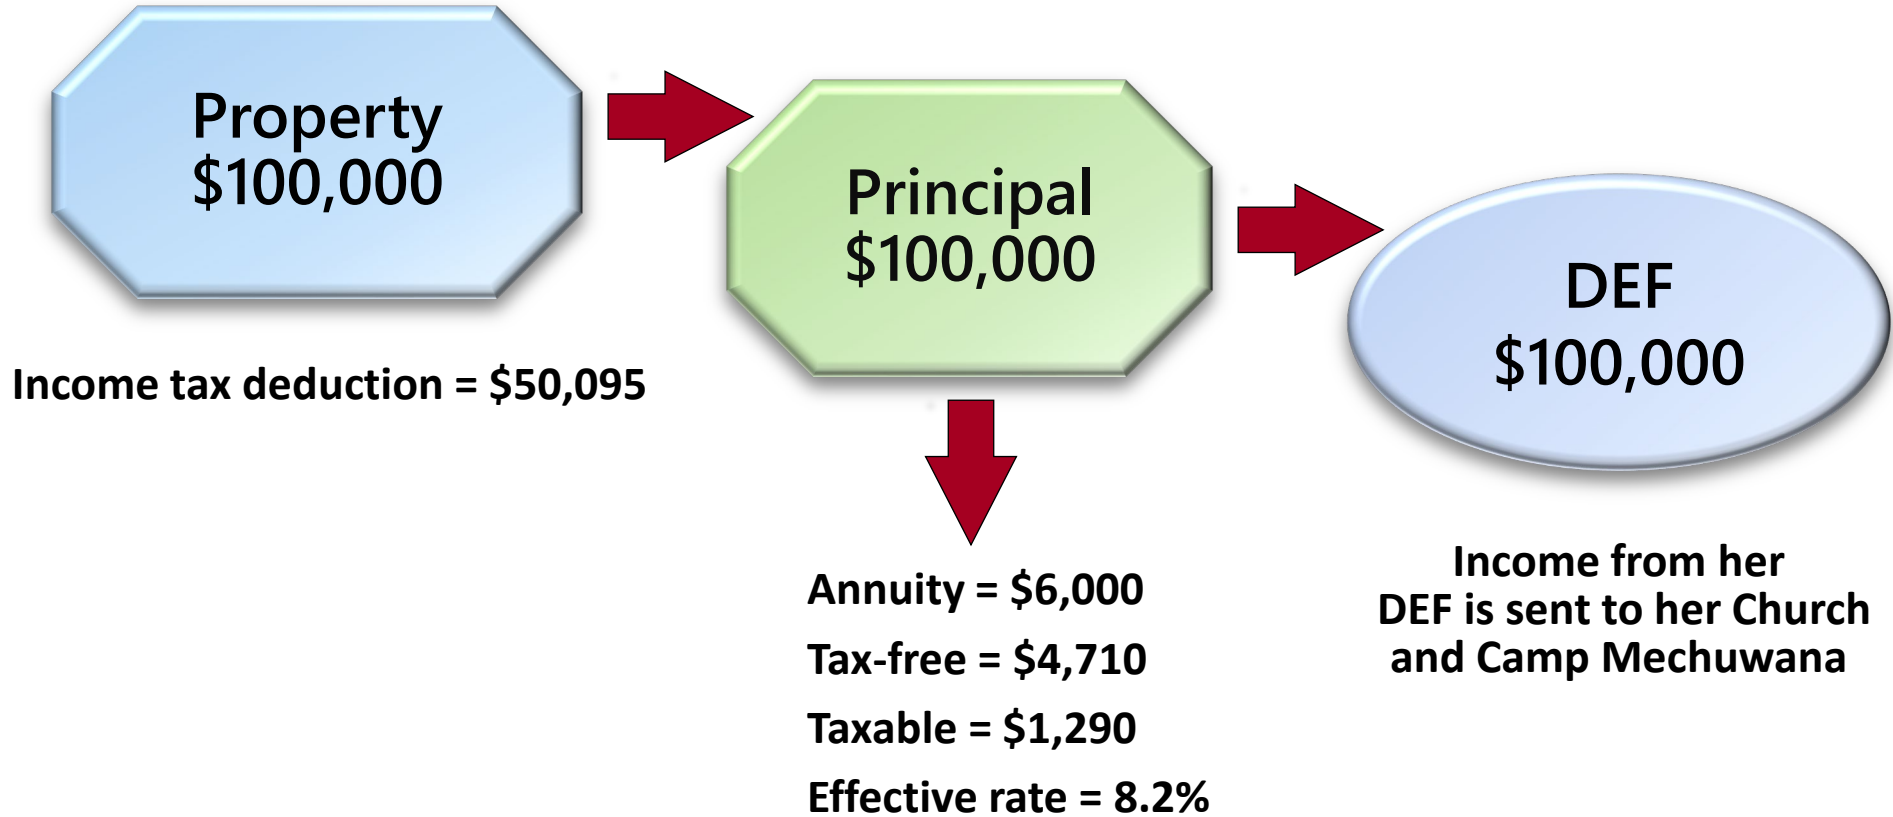 Property
$100,000
Income tax deduction = $50,095
Principal
$100,000
Annuity = $6,000
Tax-free = $4,710
Taxable = $1,290
Effective rate = 8.2%
DEF
$100,000
Income from her
DEF is sent to her Church
and Camp Mechuwana